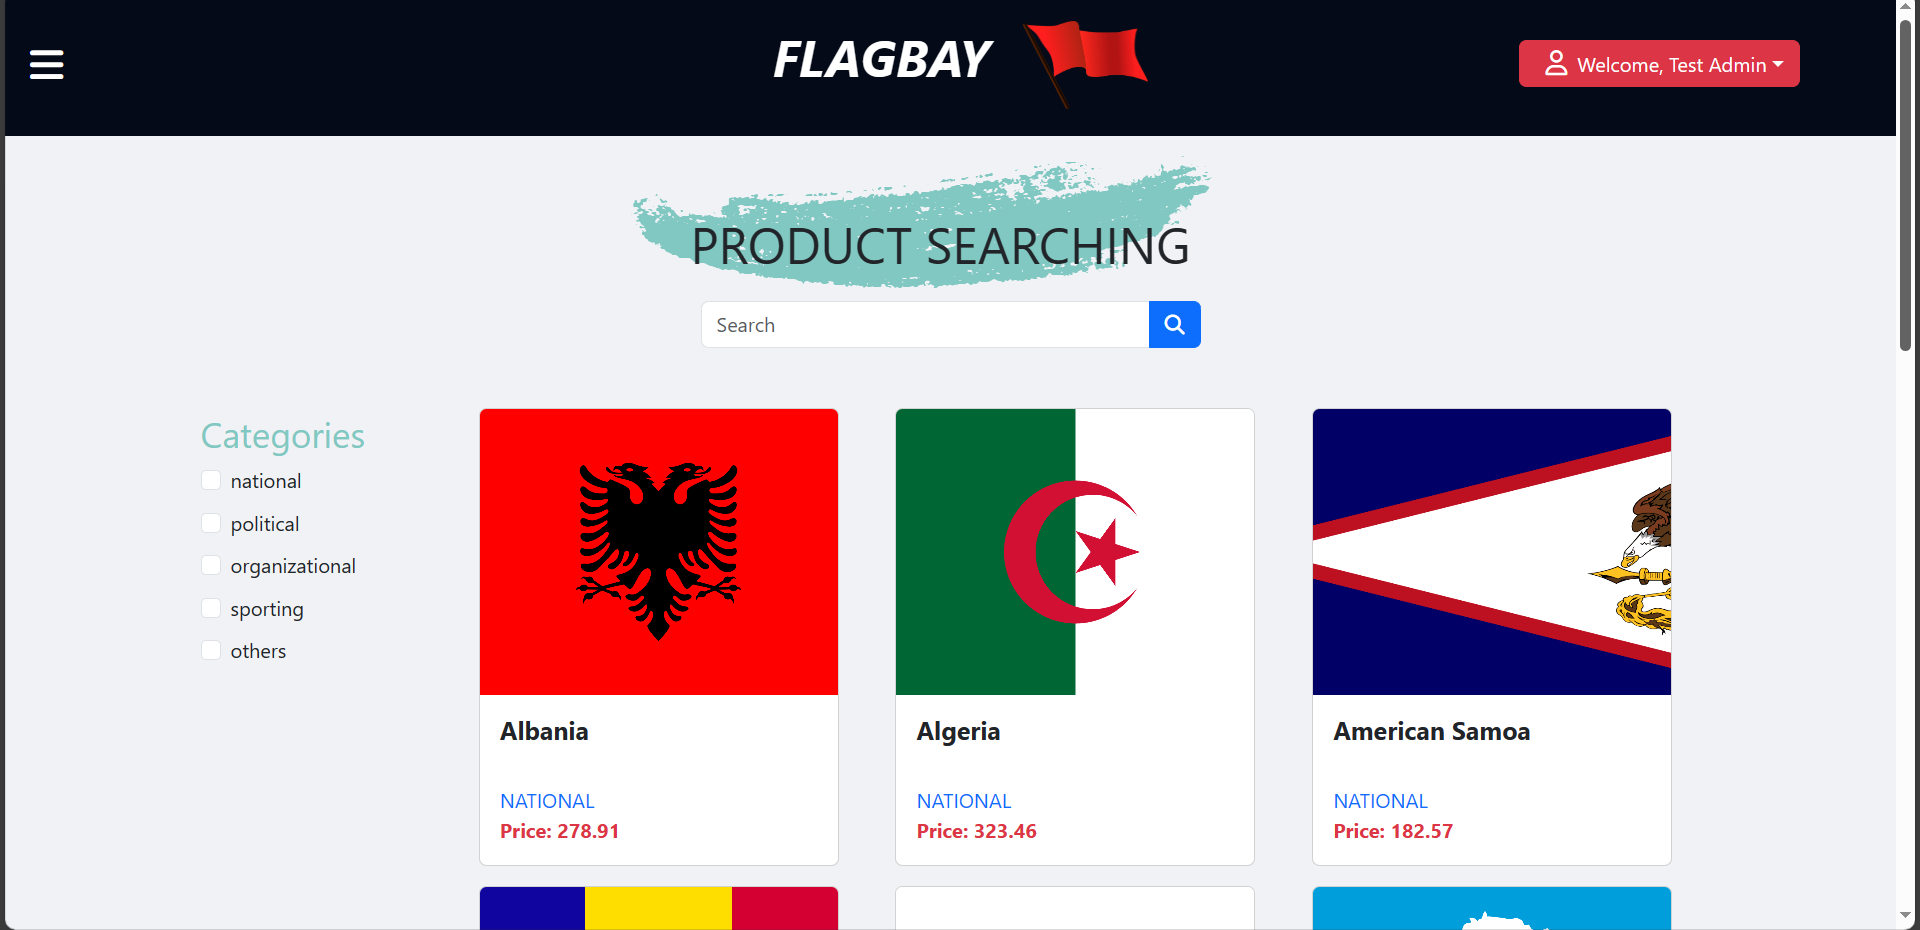 FLAGBAY
Welcome, Test Admin
PRODUCT SEARCHING
Search
Categories
national
political
organizational
sporting
others
Albania
NATIONAL
Price: 278.91
Algeria
NATIONAL
Price: 323.46
American Samoa
NATIONAL
Price: 182.57